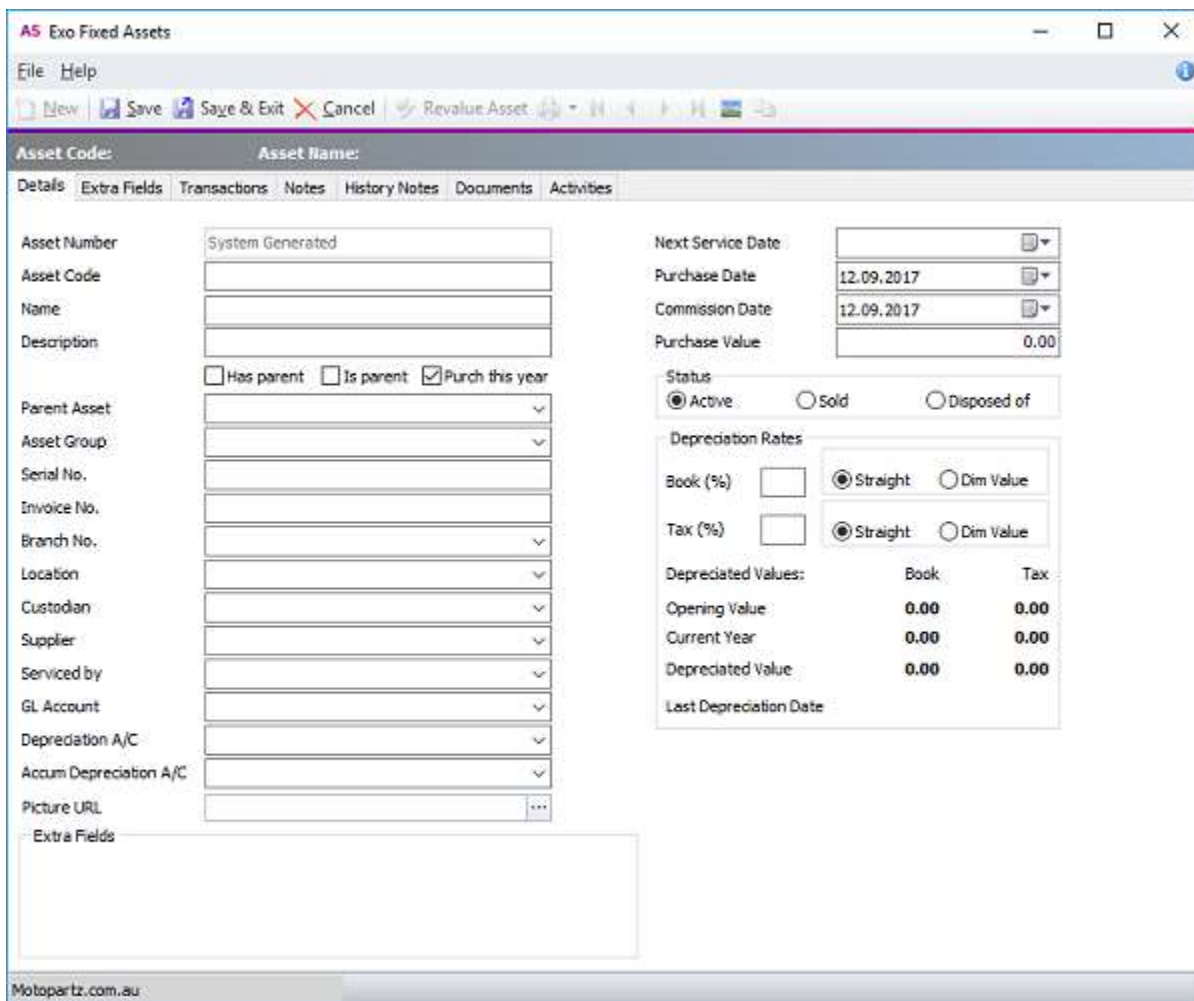 A5 Exo Fixed Assets
File Help
New Save Save & Exit Cancel Revalue Asset
Asset Code: Asset Name:
Details Extra Fields Transactions Notes History Notes Documents Activities
Asset Number System Generated
Asset Code
Name
Description
Has parent Is parent Purch this year
Parent Asset
Asset Group
Serial No.
Invoice No.
Branch No.
Location
Custodian
Supplier
Serviced by
GL Account
Depreciation A/C
Accum Depreciation A/C
Picture URL ...
Extra Fields
Next Service Date
Purchase Date 12.09.2017
Commission Date 12.09.2017
Purchase Value 0.00
Status
Active Sold Disposed of
Depreciation Rates
Book (%) Straight Dim Value
Tax (%) Straight Dim Value
Depreciated Values: Book Tax
Opening Value 0.00 0.00
Current Year 0.00 0.00
Depreciated Value 0.00 0.00
Last Depreciation Date
Motopartz.com.au